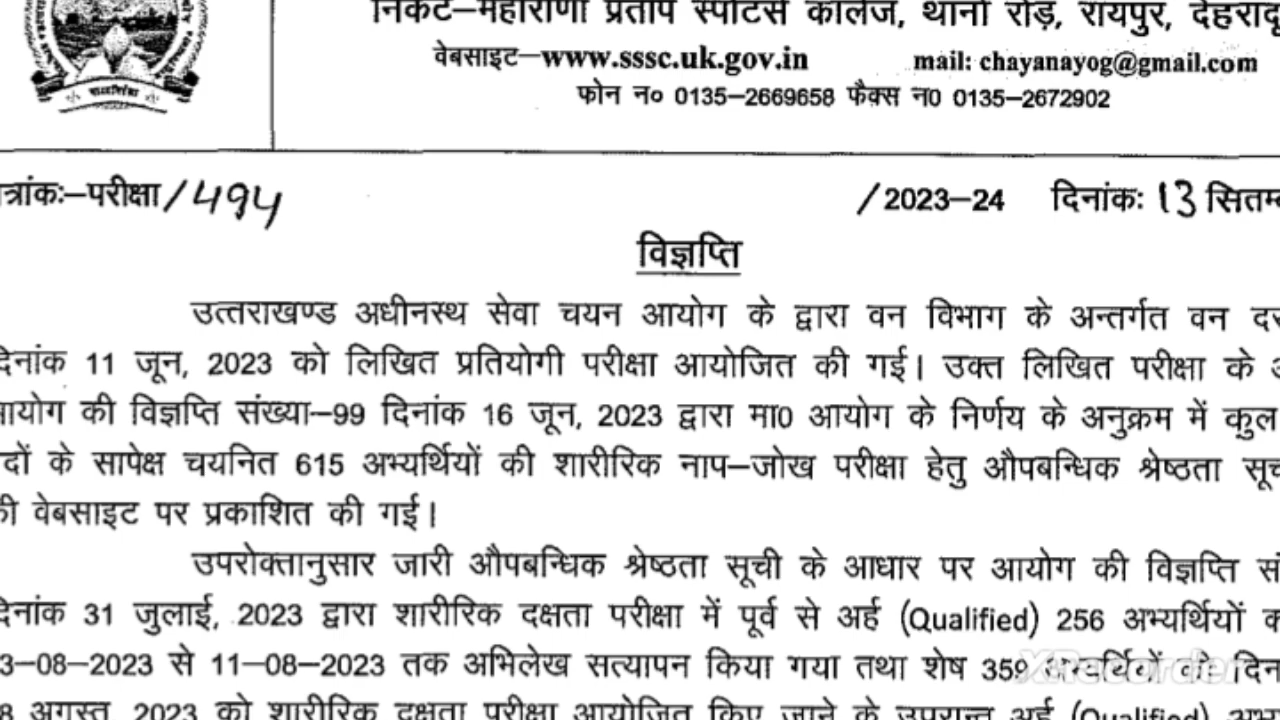 निकट–महाराणा प्रताप स्पोर्टस कॉलेज, थानों रोड़, रायपुर,
वेबसाइट–www.sssc.uk.gov.in mail: chayanayog@gmail.com
फोन न० 0135–2669658 फैक्स न0 0135–2672902
परीक्षा/494 /2023–24 दिनांकः 13
विज्ञप्ति
उत्तराखण्ड अधीनस्थ सेवा चयन आयोग के द्वारा वन विभाग के अन्तर्गत वन
11 जून, 2023 को लिखित प्रतियोगी परीक्षा आयोजित की गई। उक्त लिखित परीक्षा के
की विज्ञप्ति संख्या–99 दिनांक 16 जून, 2023 द्वारा मा0 आयोग के निर्णय के अनुक्रम में कुल
के सापेक्ष चयनित 615 अभ्यर्थियों की शारीरिक नाप–जोख परीक्षा हेतु औपबन्धिक श्रेष्ठता
वेबसाइट पर प्रकाशित की गई।
उपरोक्तानुसार जारी औपबन्धिक श्रेष्ठता सूची के आधार पर आयोग की विज्ञप्ति
31 जुलाई, 2023 द्वारा शारीरिक दक्षता परीक्षा में पूर्व से अर्ह (Qualified) 256 अभ्यर्थियों
3–08–2023 से 11–08–2023 तक अभिलेख सत्यापन किया गया तथा शेष 359 अभ्यर्थियों की
अगस्त, 2023 को शारीरिक दक्षता परीक्षा आयोजित किए जाने के उपरान्त अर्ह (Qualified)
XRecorder